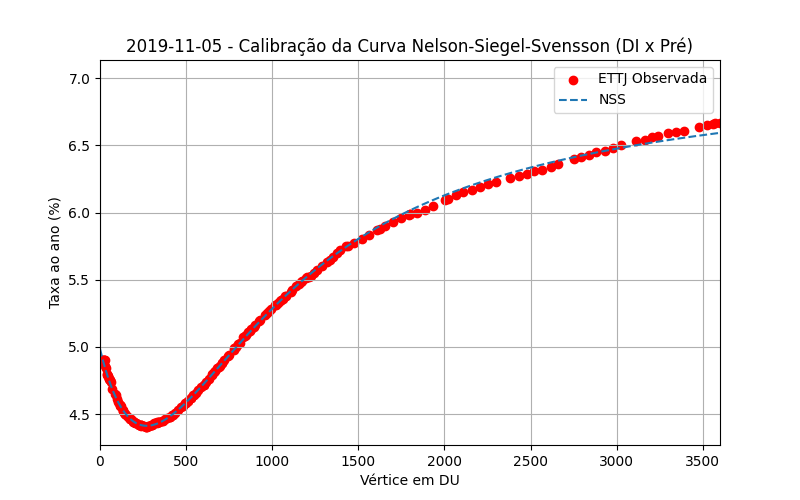 2019-11-05 - Calibração da Curva Nelson-Siegel-Svensson (DI x Pré)
ETTJ Observada
NSS
Taxa ao ano (%)
7.0
6.5
6.0
5.5
5.0
4.5
0 500 1000 1500 2000 2500 3000 3500
Vértice em DU